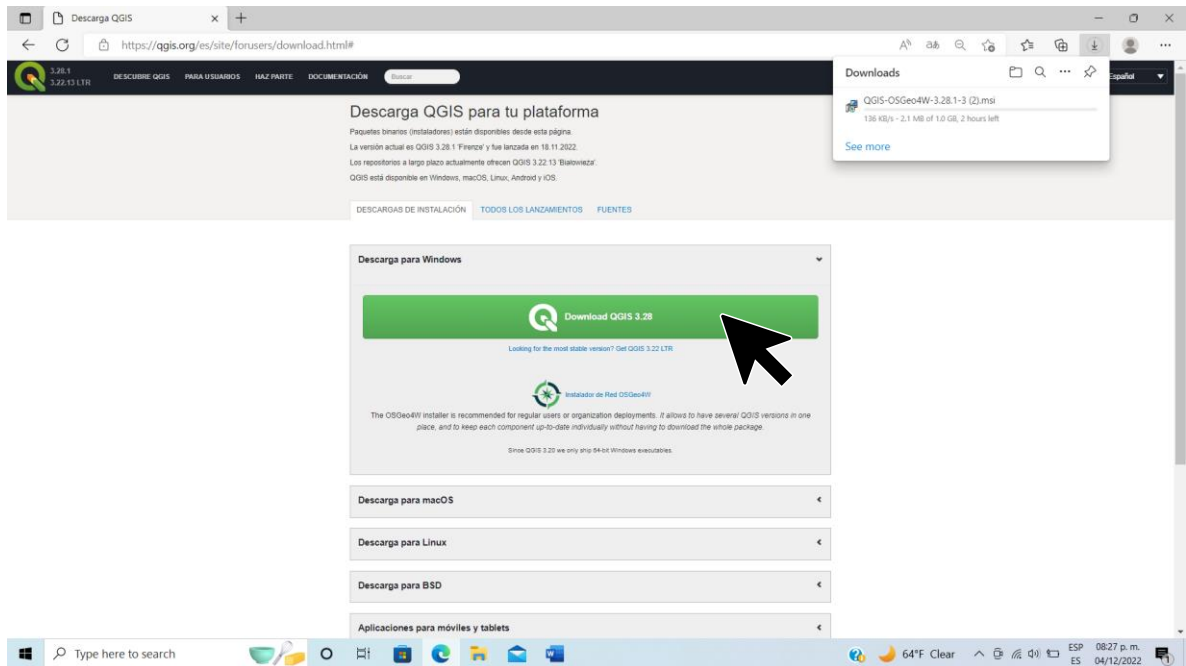 Descarga QGIS
https://qgis.org/es/site/forusers/download.html#
3.28.1
3.22.13 LTR
DESCUBRE QGIS PARA USUARIOS HAZ PARTE DOCUMENTACIÓN Buscar
Español
Downloads
QGIS-OSGeo4W-3.28.1-3 (2).msi
136 KB/s - 2.1 MB of 1.0 GB, 2 hours left
See more
Descarga QGIS para tu plataforma
Paquetes binarios (instaladores) están disponibles desde esta página.
La versión actual es QGIS 3.28.1 'Firenze' y fue lanzada en 18.11.2022.
Los repositorios a largo plazo actualmente ofrecen QGIS 3.22.13 'Białowieża'.
QGIS está disponible en Windows, macOS, Linux, Android y iOS.
DESCARGAS DE INSTALACIÓN TODOS LOS LANZAMIENTOS FUENTES
Descarga para Windows
Download QGIS 3.28
Looking for the most stable version? Get QGIS 3.22 LTR
Instalador de Red OSGeo4W
The OSGeo4W installer is recommended for regular users or organization deployments. It allows to have several QGIS versions in one
place, and to keep each component up-to-date individually without having to download the whole package.
Since QGIS 3.20 we only ship 64-bit Windows executables.
Descarga para macOS
Descarga para Linux
Descarga para BSD
Aplicaciones para móviles y tablets
Type here to search
64°F Clear
ESP
ES
08:27 p. m.
04/12/2022